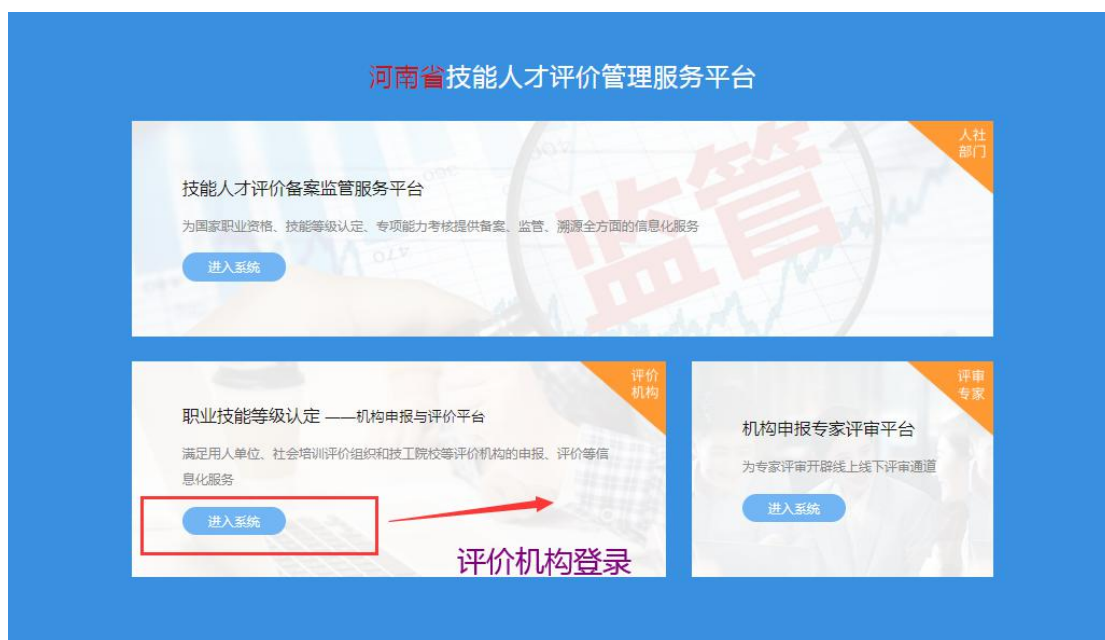 河南省技能人才评价管理服务平台
人社
部门
监管
技能人才评价备案监管服务平台
为国家职业资格、技能等级认定、专项能力考核提供备案、监管、溯源全方面的信息化服务
进入系统
评价
机构
职业技能等级认定 ——机构申报与评价平台
满足用人单位、社会培训评价组织和技工院校等评价机构的申报、评价等信
息化服务
进入系统
评价机构登录
评审
专家
机构申报专家评审平台
为专家评审开辟线上线下评审通道
进入系统